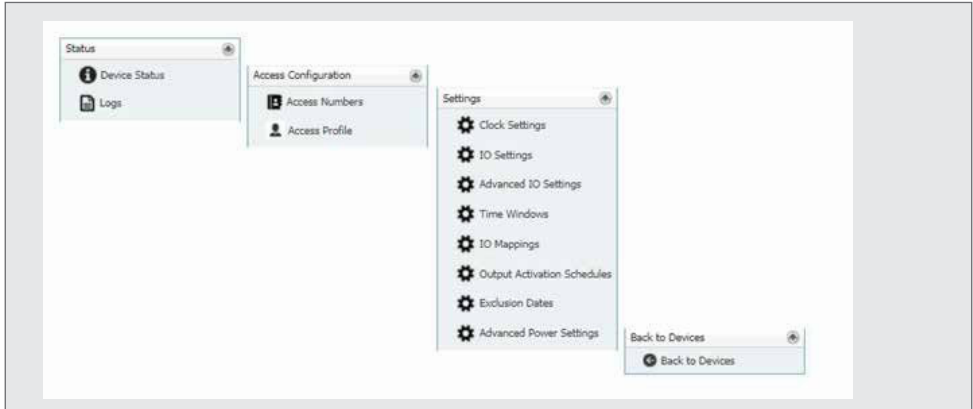 Status
Device Status
Logs
Access Configuration
Access Numbers
Access Profile
Settings
Clock Settings
IO Settings
Advanced IO Settings
Time Windows
IO Mappings
Output Activation Schedules
Exclusion Dates
Advanced Power Settings
Back to Devices
Back to Devices